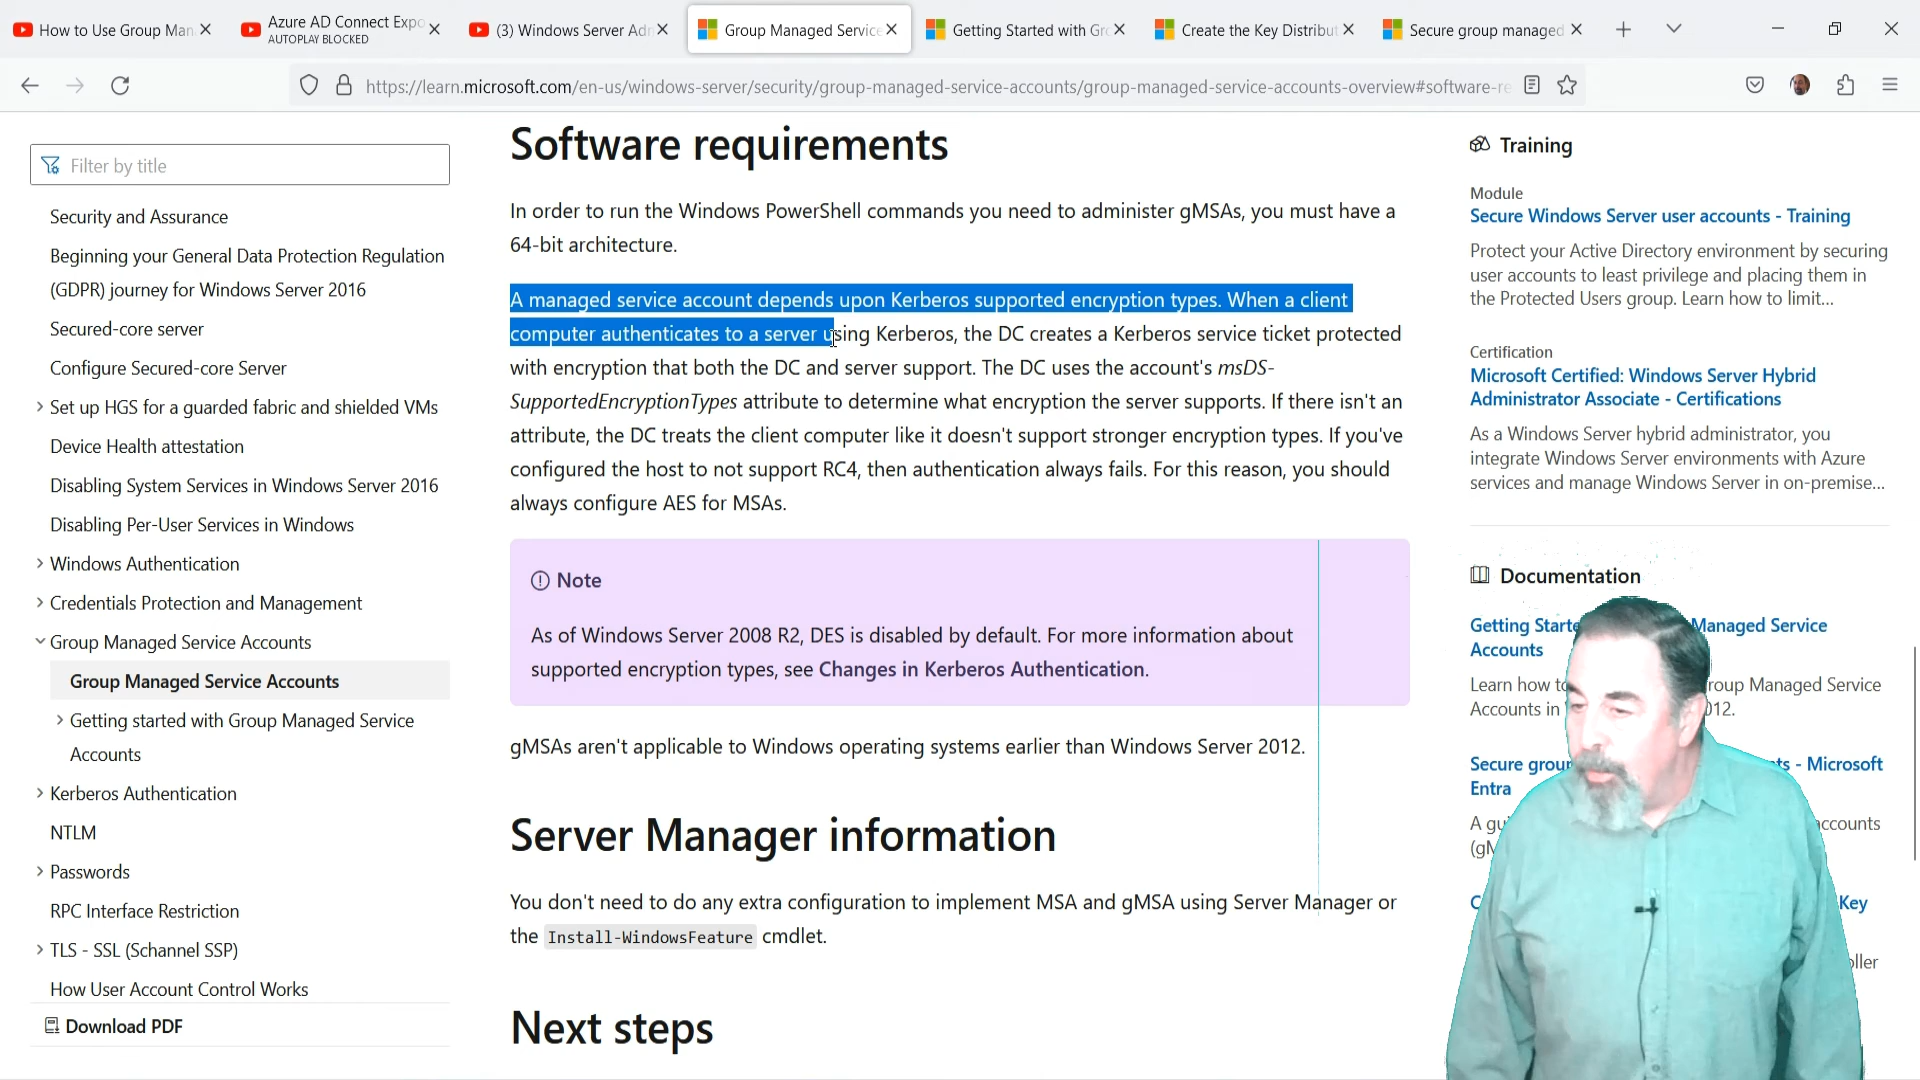 How to Use Group Man
Azure AD Connect Expo
AUTOPLAY BLOCKED
(3) Windows Server Adm
Group Managed Service
Getting Started with Gr
Create the Key Distribut
Secure group managed
https://learn.microsoft.com/en-us/windows-server/security/group-managed-service-accounts/group-managed-service-accounts-overview#software-re
Filter by title
Security and Assurance
Beginning your General Data Protection Regulation
(GDPR) journey for Windows Server 2016
Secured-core server
Configure Secured-core Server
Set up HGS for a guarded fabric and shielded VMs
Device Health attestation
Disabling System Services in Windows Server 2016
Disabling Per-User Services in Windows
Windows Authentication
Credentials Protection and Management
Group Managed Service Accounts
Group Managed Service Accounts
Getting started with Group Managed Service
Accounts
Kerberos Authentication
NTLM
Passwords
RPC Interface Restriction
TLS - SSL (Schannel SSP)
How User Account Control Works
Download PDF
Software requirements
In order to run the Windows PowerShell commands you need to administer gMSAs, you must have a
64-bit architecture.
A managed service account depends upon Kerberos supported encryption types. When a client
computer authenticates to a server using Kerberos, the DC creates a Kerberos service ticket protected
with encryption that both the DC and server support. The DC uses the account's msDS-
SupportedEncryptionTypes attribute to determine what encryption the server supports. If there isn't an
attribute, the DC treats the client computer like it doesn't support stronger encryption types. If you've
configured the host to not support RC4, then authentication always fails. For this reason, you should
always configure AES for MSAs.
Note
As of Windows Server 2008 R2, DES is disabled by default. For more information about
supported encryption types, see Changes in Kerberos Authentication.
gMSAs aren't applicable to Windows operating systems earlier than Windows Server 2012.
Server Manager information
You don't need to do any extra configuration to implement MSA and gMSA using Server Manager or
the Install-WindowsFeature cmdlet.
Next steps
Training
Module
Secure Windows Server user accounts - Training
Protect your Active Directory environment by securing
user accounts to least privilege and placing them in
the Protected Users group. Learn how to limit...
Certification
Microsoft Certified: Windows Server Hybrid
Administrator Associate - Certifications
As a Windows Server hybrid administrator, you
integrate Windows Server environments with Azure
services and manage Windows Server in on-premise...
Documentation
Getting Starte Managed Service
Accounts
Learn how to roup Managed Service
Accounts in 012.
Secure grou ts - Microsoft
Entra
A gu ccounts
(gM
C Key
oller